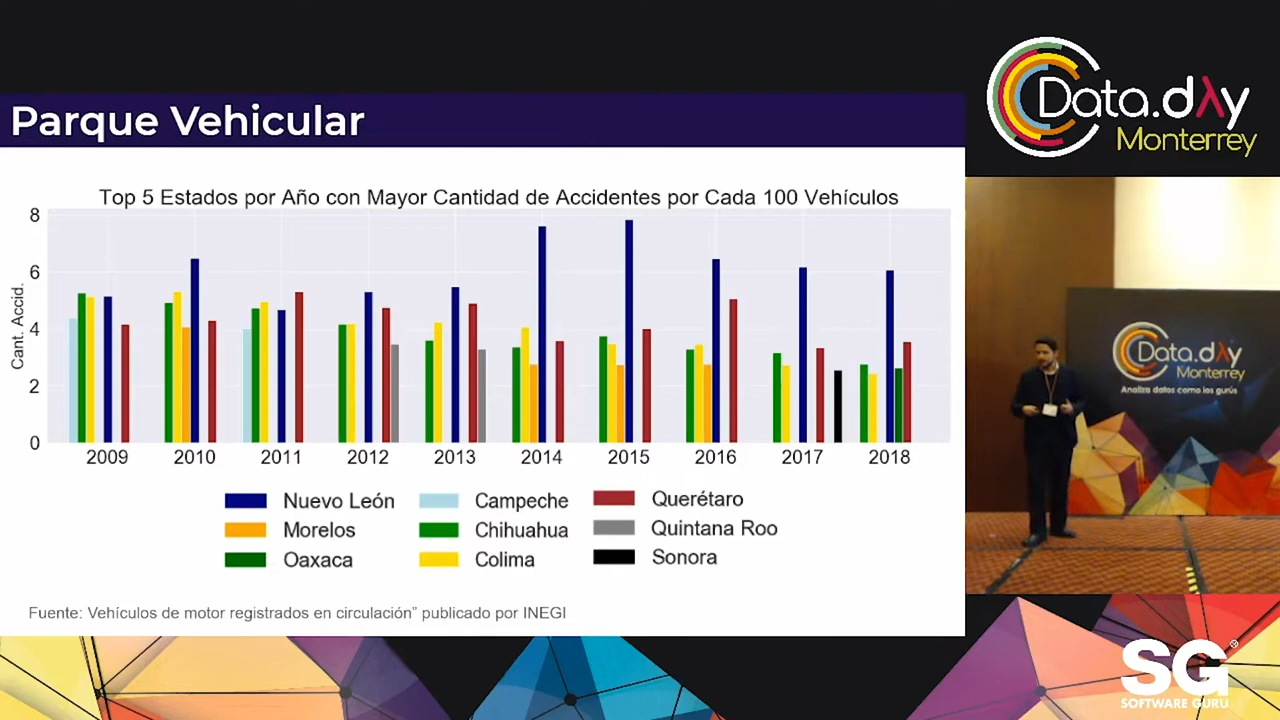 Parque Vehicular
Top 5 Estados por Año con Mayor Cantidad de Accidentes por Cada 100 Vehículos
Cant. Accid.
8
6
4
2
0
2009 2010 2011 2012 2013 2014 2015 2016 2017 2018
Nuevo León Campeche Querétaro
Morelos Chihuahua Quintana Roo
Oaxaca Colima Sonora
Fuente: Vehículos de motor registrados en circulación” publicado por INEGI
Data.dλy
Monterrey
Data.dλy
Monterrey
Analiza datos como los gurús
SG
SOFTWARE GURU